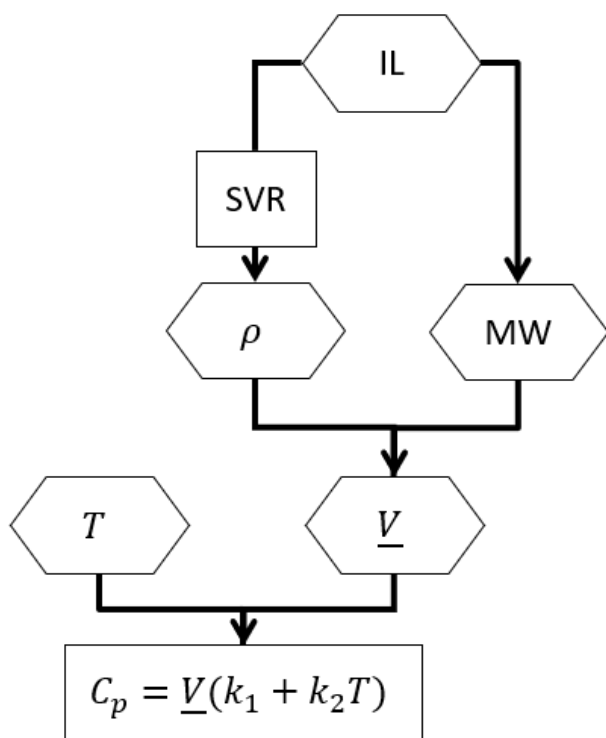 IL
SVR
ρ
MW
T
V
C_p = V(k_1 + k_2T)